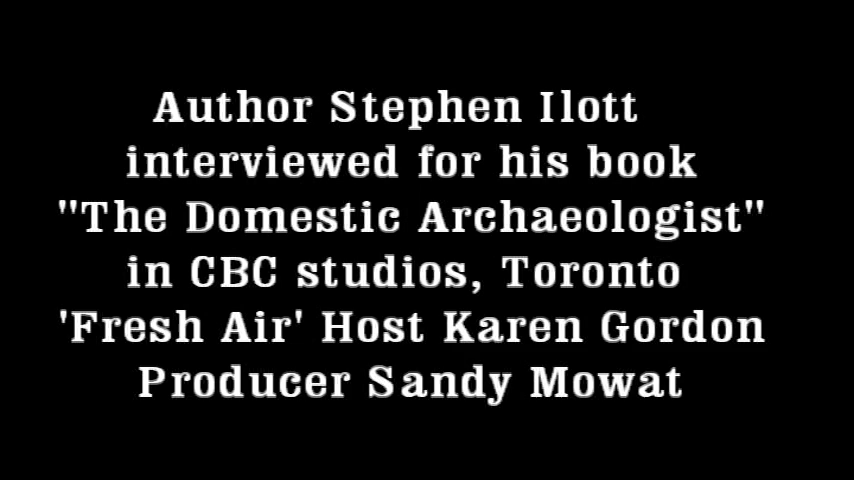 Author Stephen Ilott
interviewed for his book
"The Domestic Archaeologist"
in CBC studios, Toronto
'Fresh Air' Host Karen Gordon
Producer Sandy Mowat